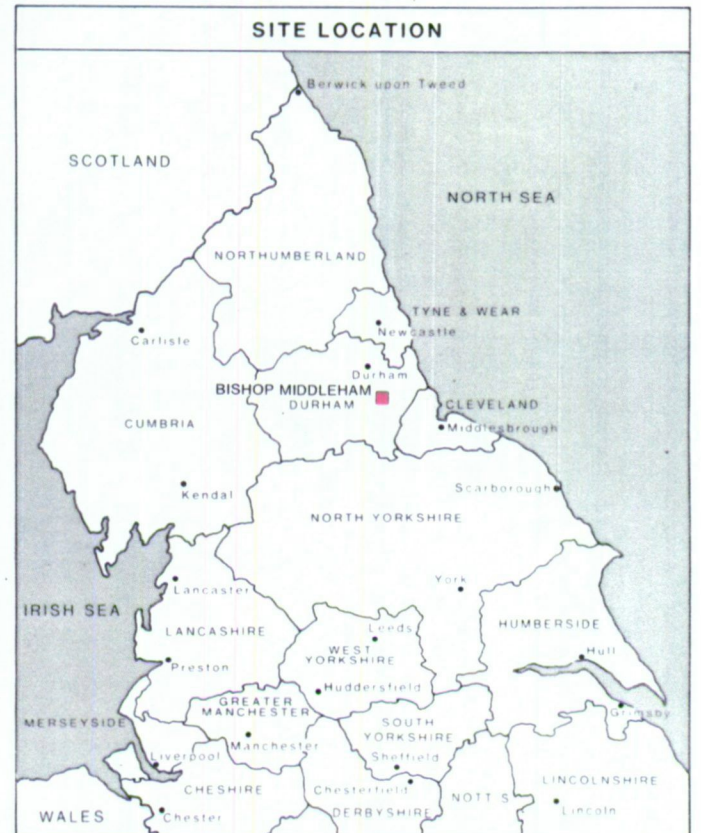 SITE LOCATION
Berwick upon Tweed
SCOTLAND
NORTH SEA
NORTHUMBERLAND
TYNE & WEAR
Newcastle
Carlisle
Durham
BISHOP MIDDLEHAM
DURHAM
CLEVELAND
CUMBRIA
Middlesbrough
Kendal
Scarborough
NORTH YORKSHIRE
York
Lancaster
IRISH SEA
HUMBERSIDE
LANCASHIRE
Leeds
WEST
YORKSHIRE
Hull
Preston
Huddersfield
GREATER
MANCHESTER
Grimsby
MERSEYSIDE
SOUTH
YORKSHIRE
Manchester
Liverpool
Sheffield
CHESHIRE
Chesterfield
LINCOLNSHIRE
NOTT S
WALES
Chester
DERBYSHIRE
Lincoln